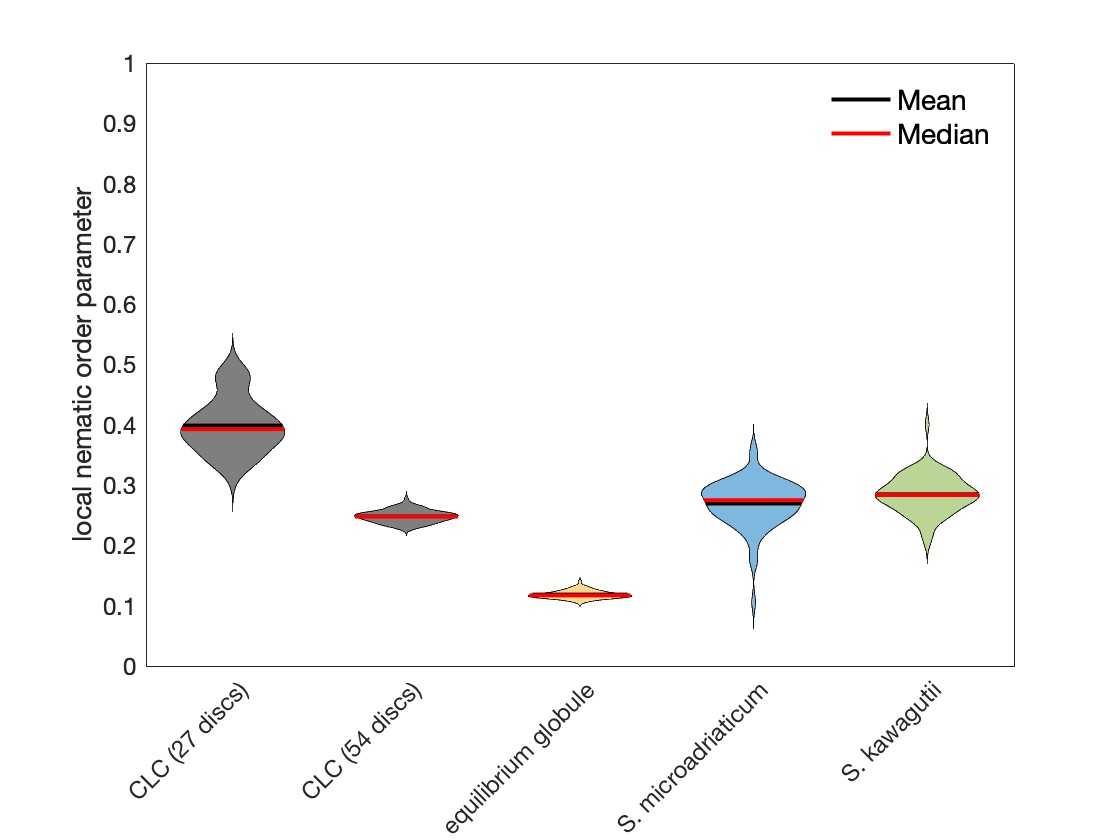 1
0.9
0.8
0.7
0.6
0.5
0.4
0.3
0.2
0.1
0
local nematic order parameter
Mean
Median
CLC (27 discs)
CLC (54 discs)
equilibrium globule
S. microadriaticum
S. kawagutii